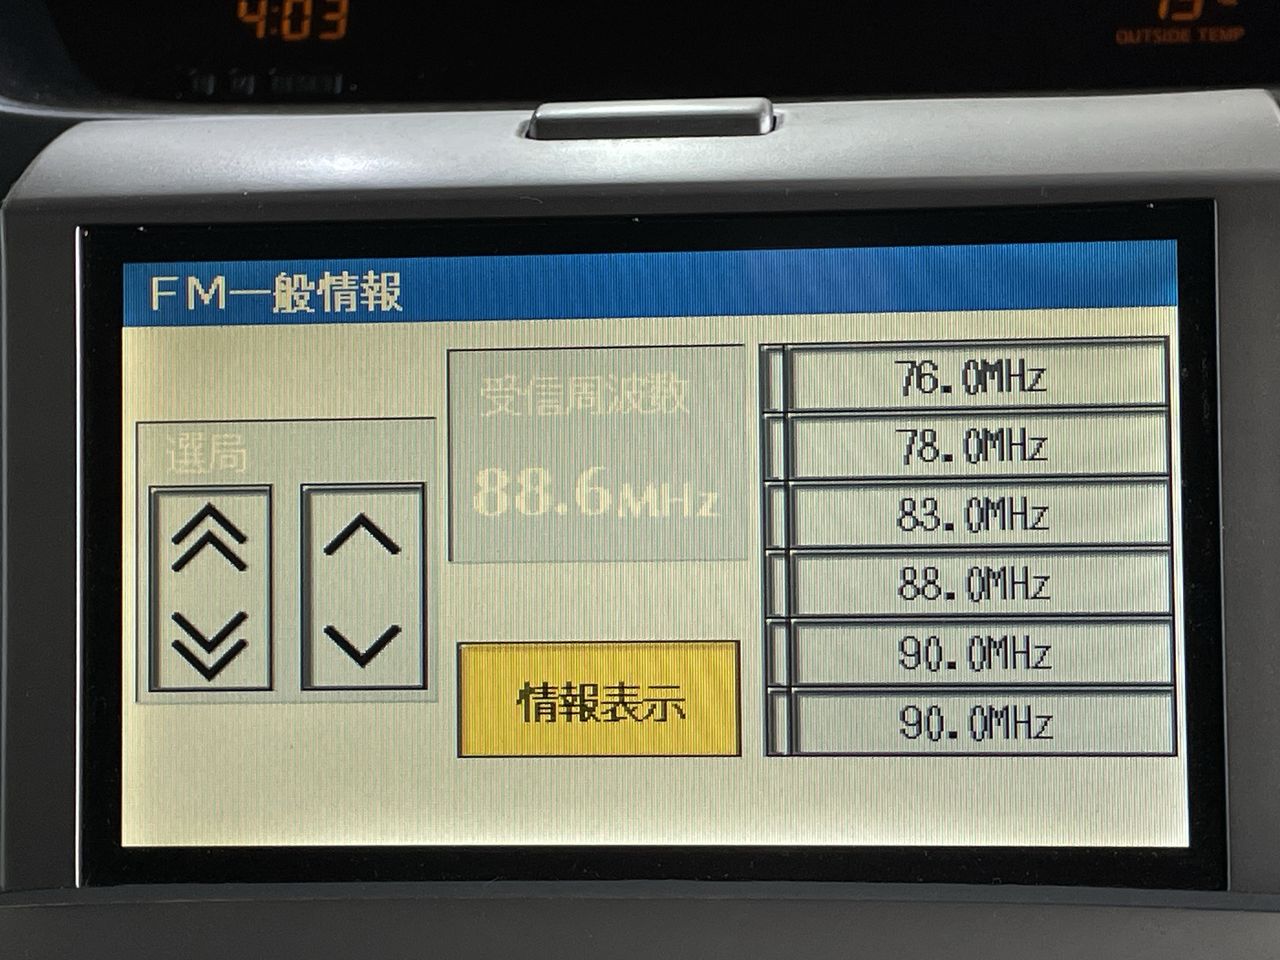 4:03
OUTSIDE TEMP
FM一般情報
選局
受信周波数
88.6MHz
情報表示
76.0MHz
78.0MHz
83.0MHz
88.0MHz
90.0MHz
90.0MHz